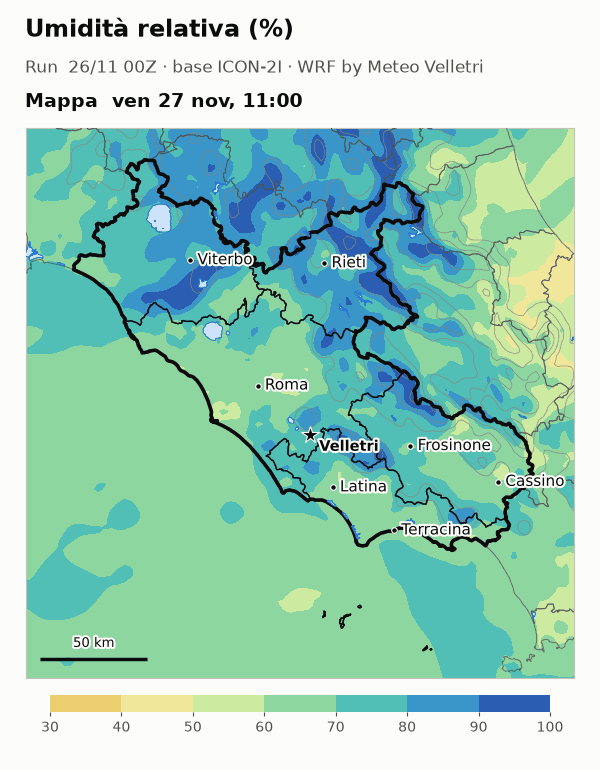 Umidità relativa (%)
Run 26/11 00Z · base ICON-2I · WRF by Meteo Velletri
Mappa ven 27 nov, 11:00
Viterbo
Rieti
Roma
Velletri
Frosinone
Cassino
Latina
Terracina
50 km
30 40 50 60 70 80 90 100